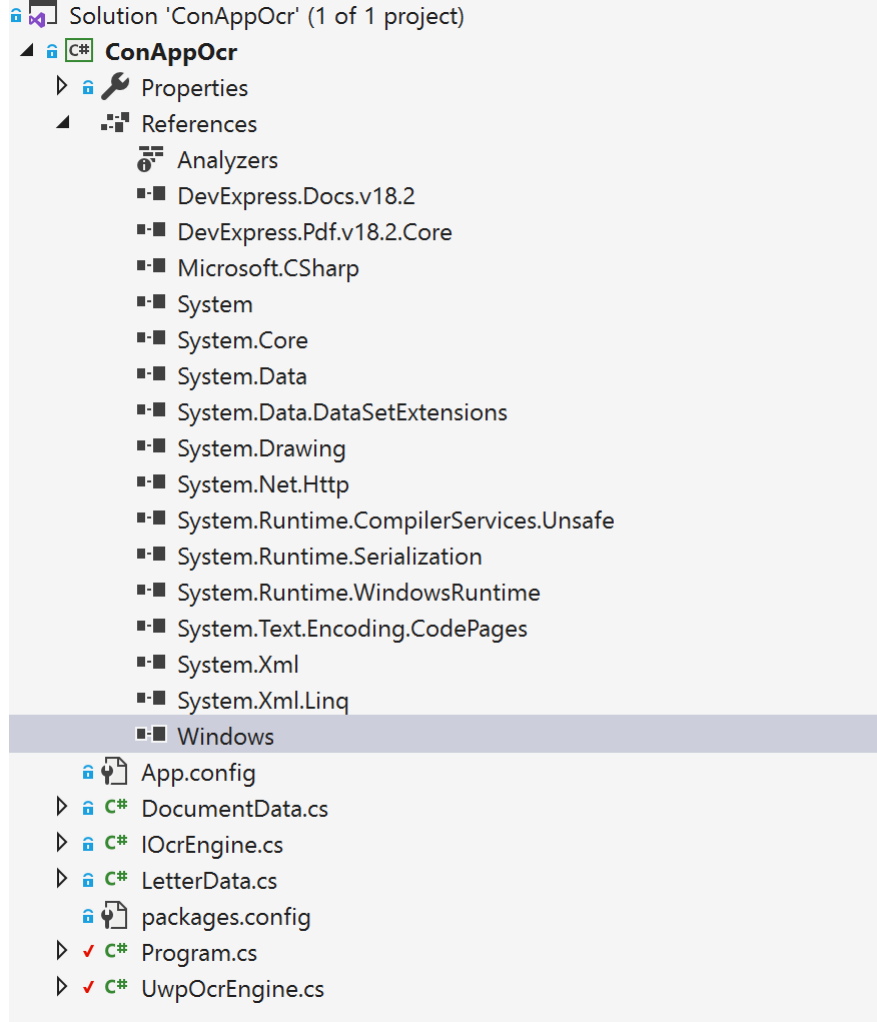 Solution 'ConAppOcr' (1 of 1 project)
C# ConAppOcr
Properties
References
Analyzers
DevExpress.Docs.v18.2
DevExpress.Pdf.v18.2.Core
Microsoft.CSharp
System
System.Core
System.Data
System.Data.DataSetExtensions
System.Drawing
System.Net.Http
System.Runtime.CompilerServices.Unsafe
System.Runtime.Serialization
System.Runtime.WindowsRuntime
System.Text.Encoding.CodePages
System.Xml
System.Xml.Linq
Windows
App.config
C# DocumentData.cs
C# IOcrEngine.cs
C# LetterData.cs
packages.config
C# Program.cs
C# UwpOcrEngine.cs